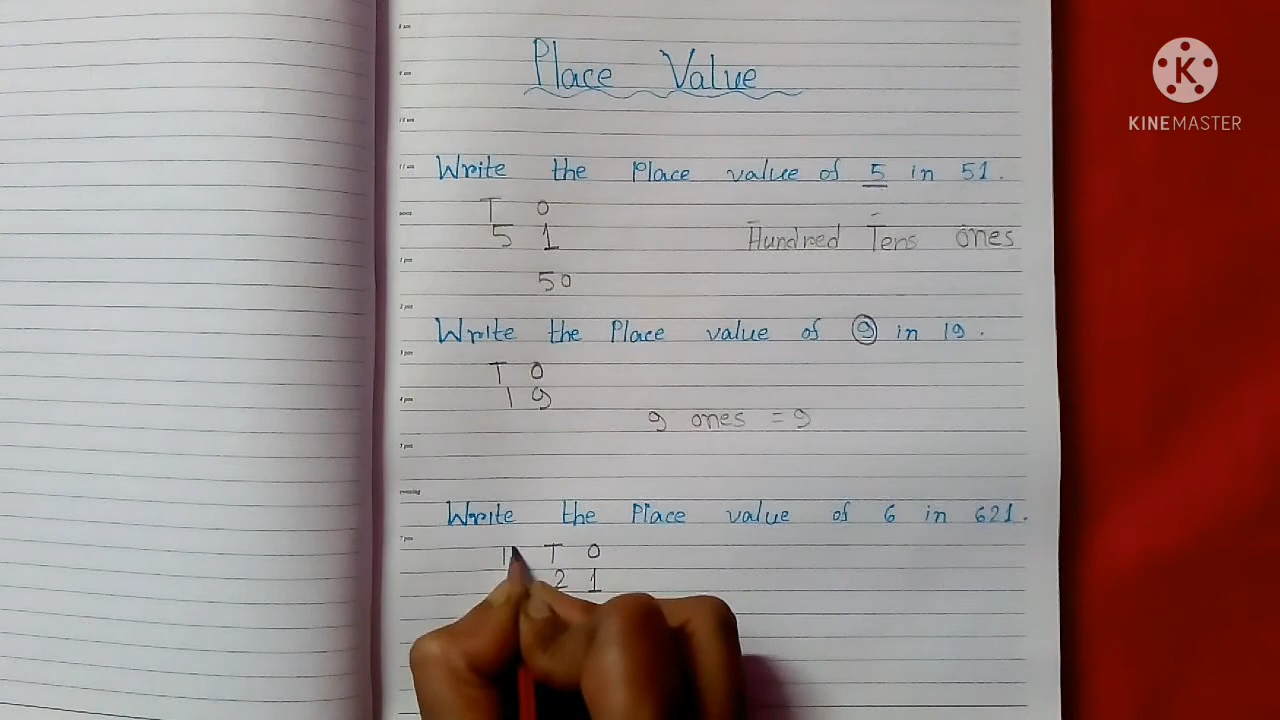 Place Value
KINEMASTER
Write the Place value of 5 in 51.
T O
5 1
Hundred Tens ones
50
Write the Place value of 9 in 19.
T O
1 9
9 ones = 9
Write the Place value of 6 in 621.
T O
2 1